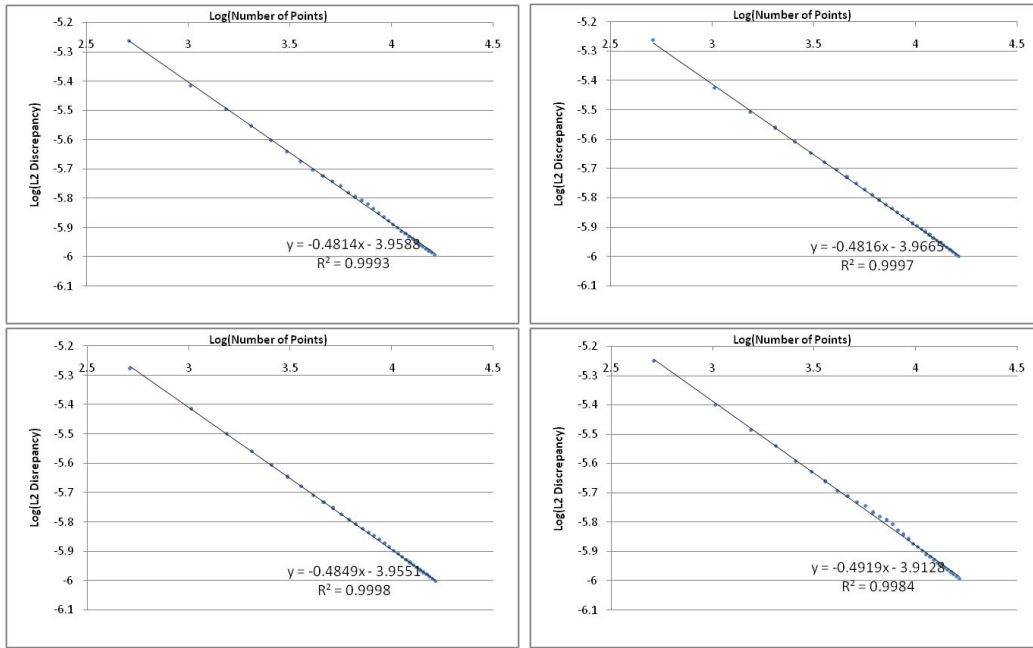 Log(Number of Points)
2.5 3 3.5 4 4.5
-5.2
-5.3
-5.4
-5.5
-5.6
-5.7
-5.8
-5.9
-6
-6.1
Log(L2 Discrepancy)
y = -0.4814x - 3.9588
R² = 0.9993
Log(Number of Points)
2.5 3 3.5 4 4.5
-5.2
-5.3
-5.4
-5.5
-5.6
-5.7
-5.8
-5.9
-6
-6.1
Log(L2 Discrepancy)
y = -0.4816x - 3.9665
R² = 0.9997
Log(Number of Points)
2.5 3 3.5 4 4.5
-5.2
-5.3
-5.4
-5.5
-5.6
-5.7
-5.8
-5.9
-6
-6.1
Log(L2 Discrepancy)
y = -0.4849x - 3.9551
R² = 0.9998
Log(Number of Points)
2.5 3 3.5 4 4.5
-5.2
-5.3
-5.4
-5.5
-5.6
-5.7
-5.8
-5.9
-6
-6.1
Log(L2 Discrepancy)
y = -0.4919x - 3.9128
R² = 0.9984